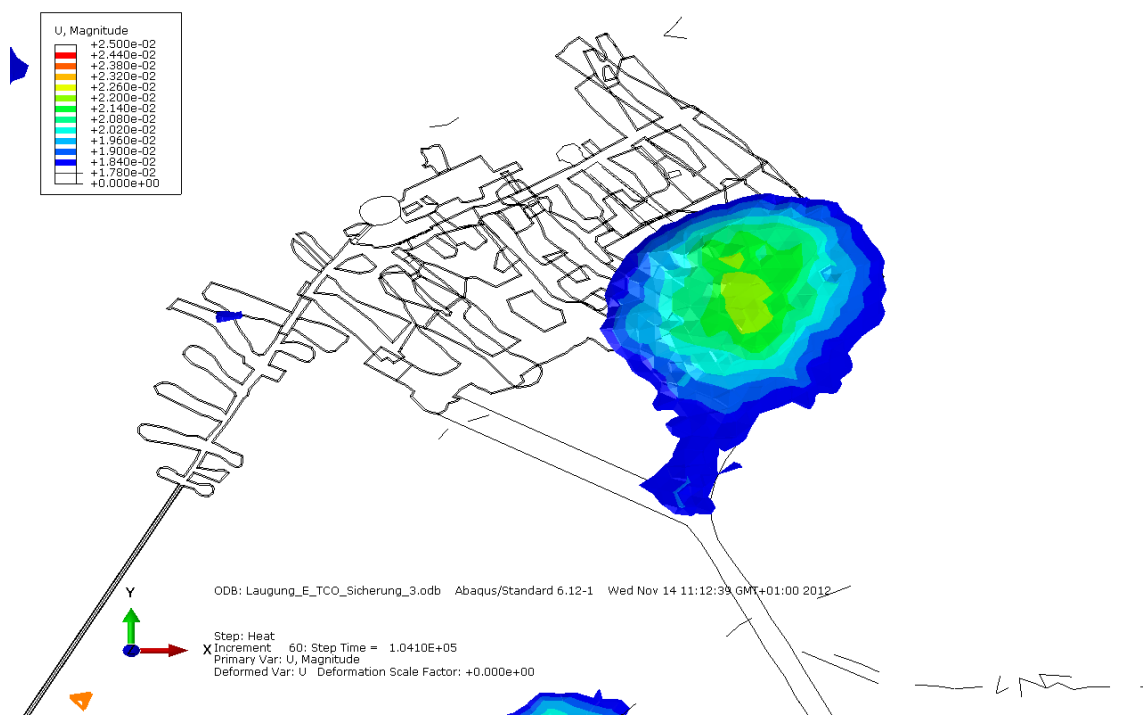 U, Magnitude
+2.500e-02
+2.440e-02
+2.380e-02
+2.320e-02
+2.260e-02
+2.200e-02
+2.140e-02
+2.080e-02
+2.020e-02
+1.960e-02
+1.900e-02
+1.840e-02
+1.780e-02
+0.000e+00
Y
X
Z
ODB: Laugung_E_TCO_Sicherung_3.odb Abaqus/Standard 6.12-1 Wed Nov 14 11:12:39 GMT+01:00 2012
Step: Heat
Increment 60: Step Time = 1.0410E+05
Primary Var: U, Magnitude
Deformed Var: U Deformation Scale Factor: +0.000e+00